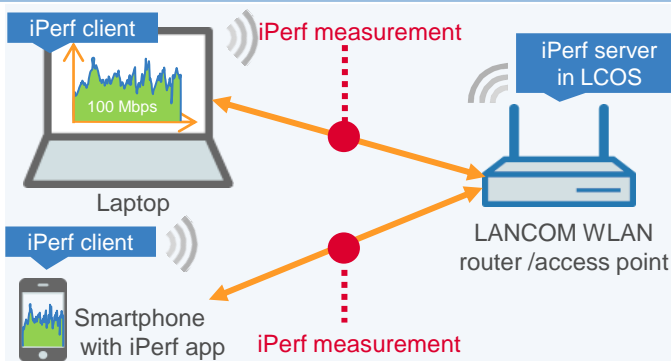 iPerf client
100 Mbps
Laptop
iPerf measurement
iPerf server
in LCOS
LANCOM WLAN
router /access point
iPerf client
Smartphone
with iPerf app
iPerf measurement